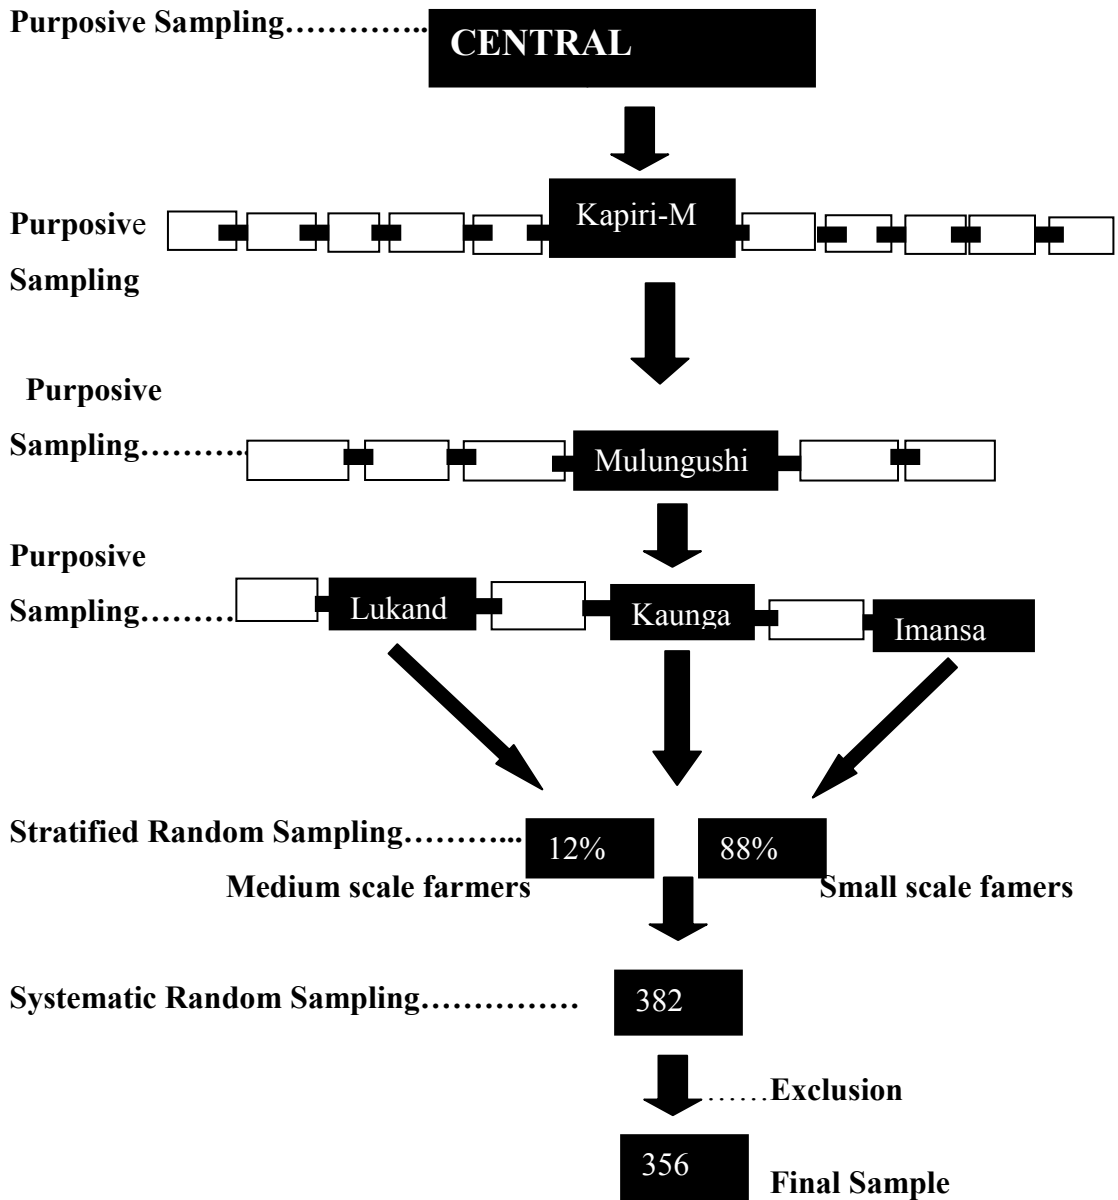 Purposive Sampling…………..
CENTRAL
Purposive
Sampling
Kapiri-M
Purposive
Sampling………..
Mulungushi
Purposive
Sampling………
Lukand
Kaunga
Imansa
Stratified Random Sampling………...
12%
88%
Medium scale farmers
Small scale famers
Systematic Random Sampling……………
382
……Exclusion
356
Final Sample